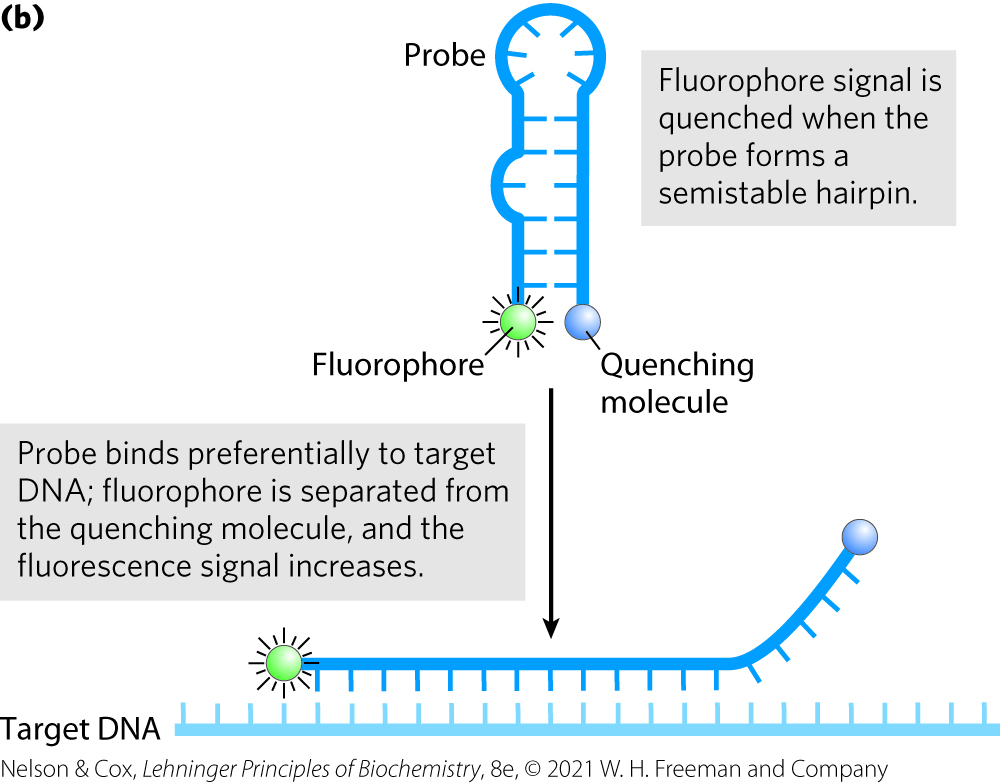 (b)
Probe
Fluorophore signal is
quenched when the
probe forms a
semistable hairpin.
Fluorophore
Quenching
molecule
Probe binds preferentially to target
DNA; fluorophore is separated from
the quenching molecule, and the
fluorescence signal increases.
Target DNA
Nelson & Cox, Lehninger Principles of Biochemistry, 8e, © 2021 W. H. Freeman and Company